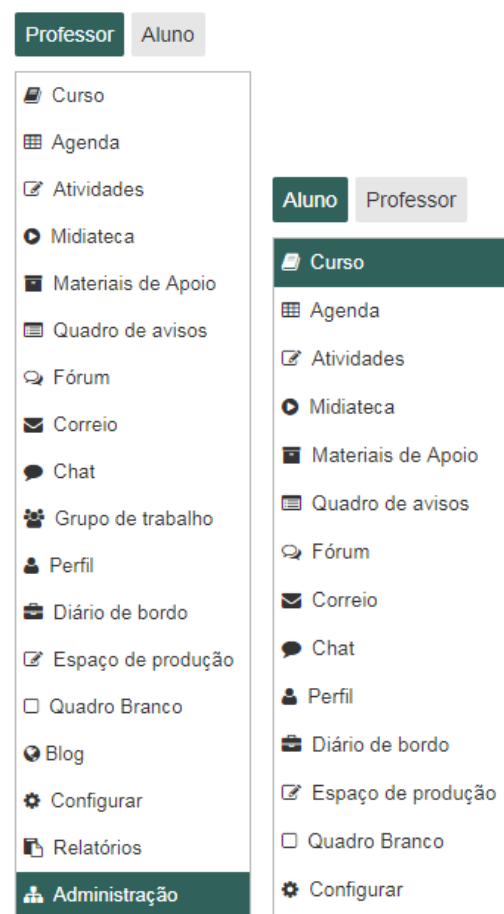 Professor Aluno
Curso
Agenda
Atividades
Midiateca
Materiais de Apoio
Quadro de avisos
Fórum
Correio
Chat
Grupo de trabalho
Perfil
Diário de bordo
Espaço de produção
Quadro Branco
Blog
Configurar
Relatórios
Administração
Aluno Professor
Curso
Agenda
Atividades
Midiateca
Materiais de Apoio
Quadro de avisos
Fórum
Correio
Chat
Perfil
Diário de bordo
Espaço de produção
Quadro Branco
Configurar